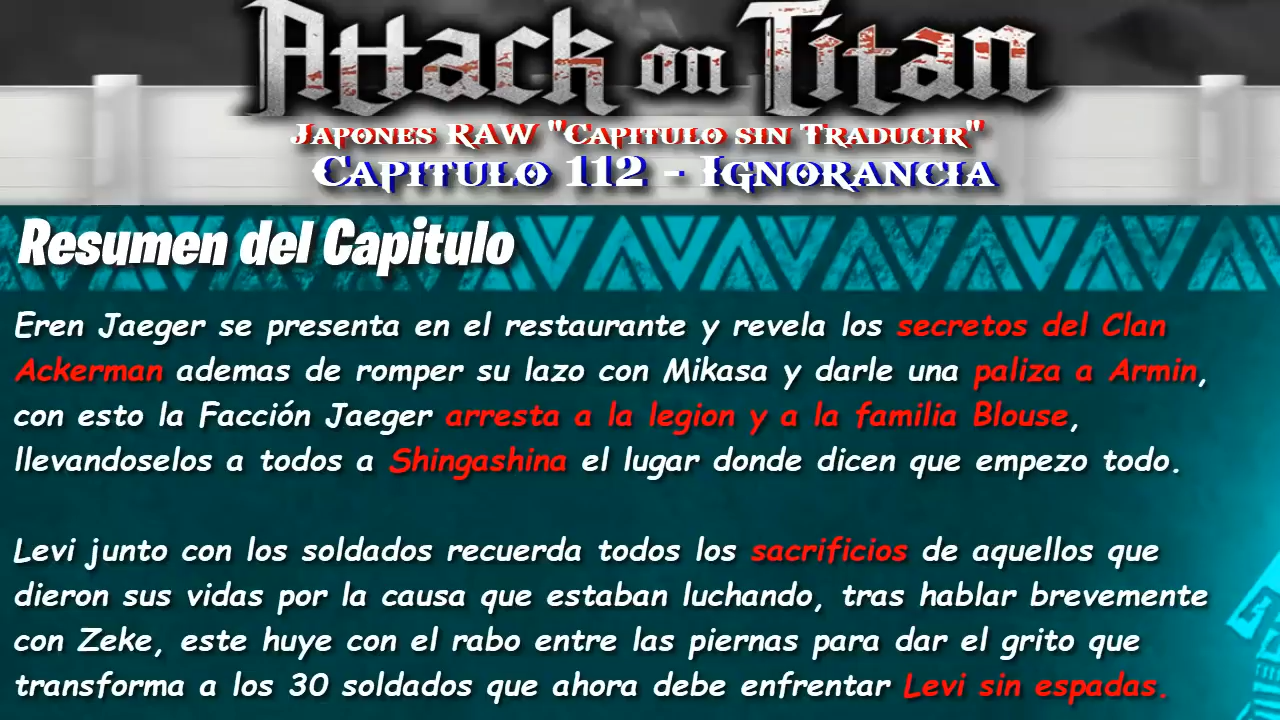 Attack on Titan
Japones RAW "Capitulo sin Traducir"
Capitulo 112 - Ignorancia
Resumen del Capitulo
Eren Jaeger se presenta en el restaurante y revela los secretos del Clan
Ackerman ademas de romper su lazo con Mikasa y darle una paliza a Armin,
con esto la Facción Jaeger arresta a la legion y a la familia Blouse,
llevandoselos a todos a Shingashina el lugar donde dicen que empezo todo.
Levi junto con los soldados recuerda todos los sacrificios de aquellos que
dieron sus vidas por la causa que estaban luchando, tras hablar brevemente
con Zeke, este huye con el rabo entre las piernas para dar el grito que
transforma a los 30 soldados que ahora debe enfrentar Levi sin espadas.